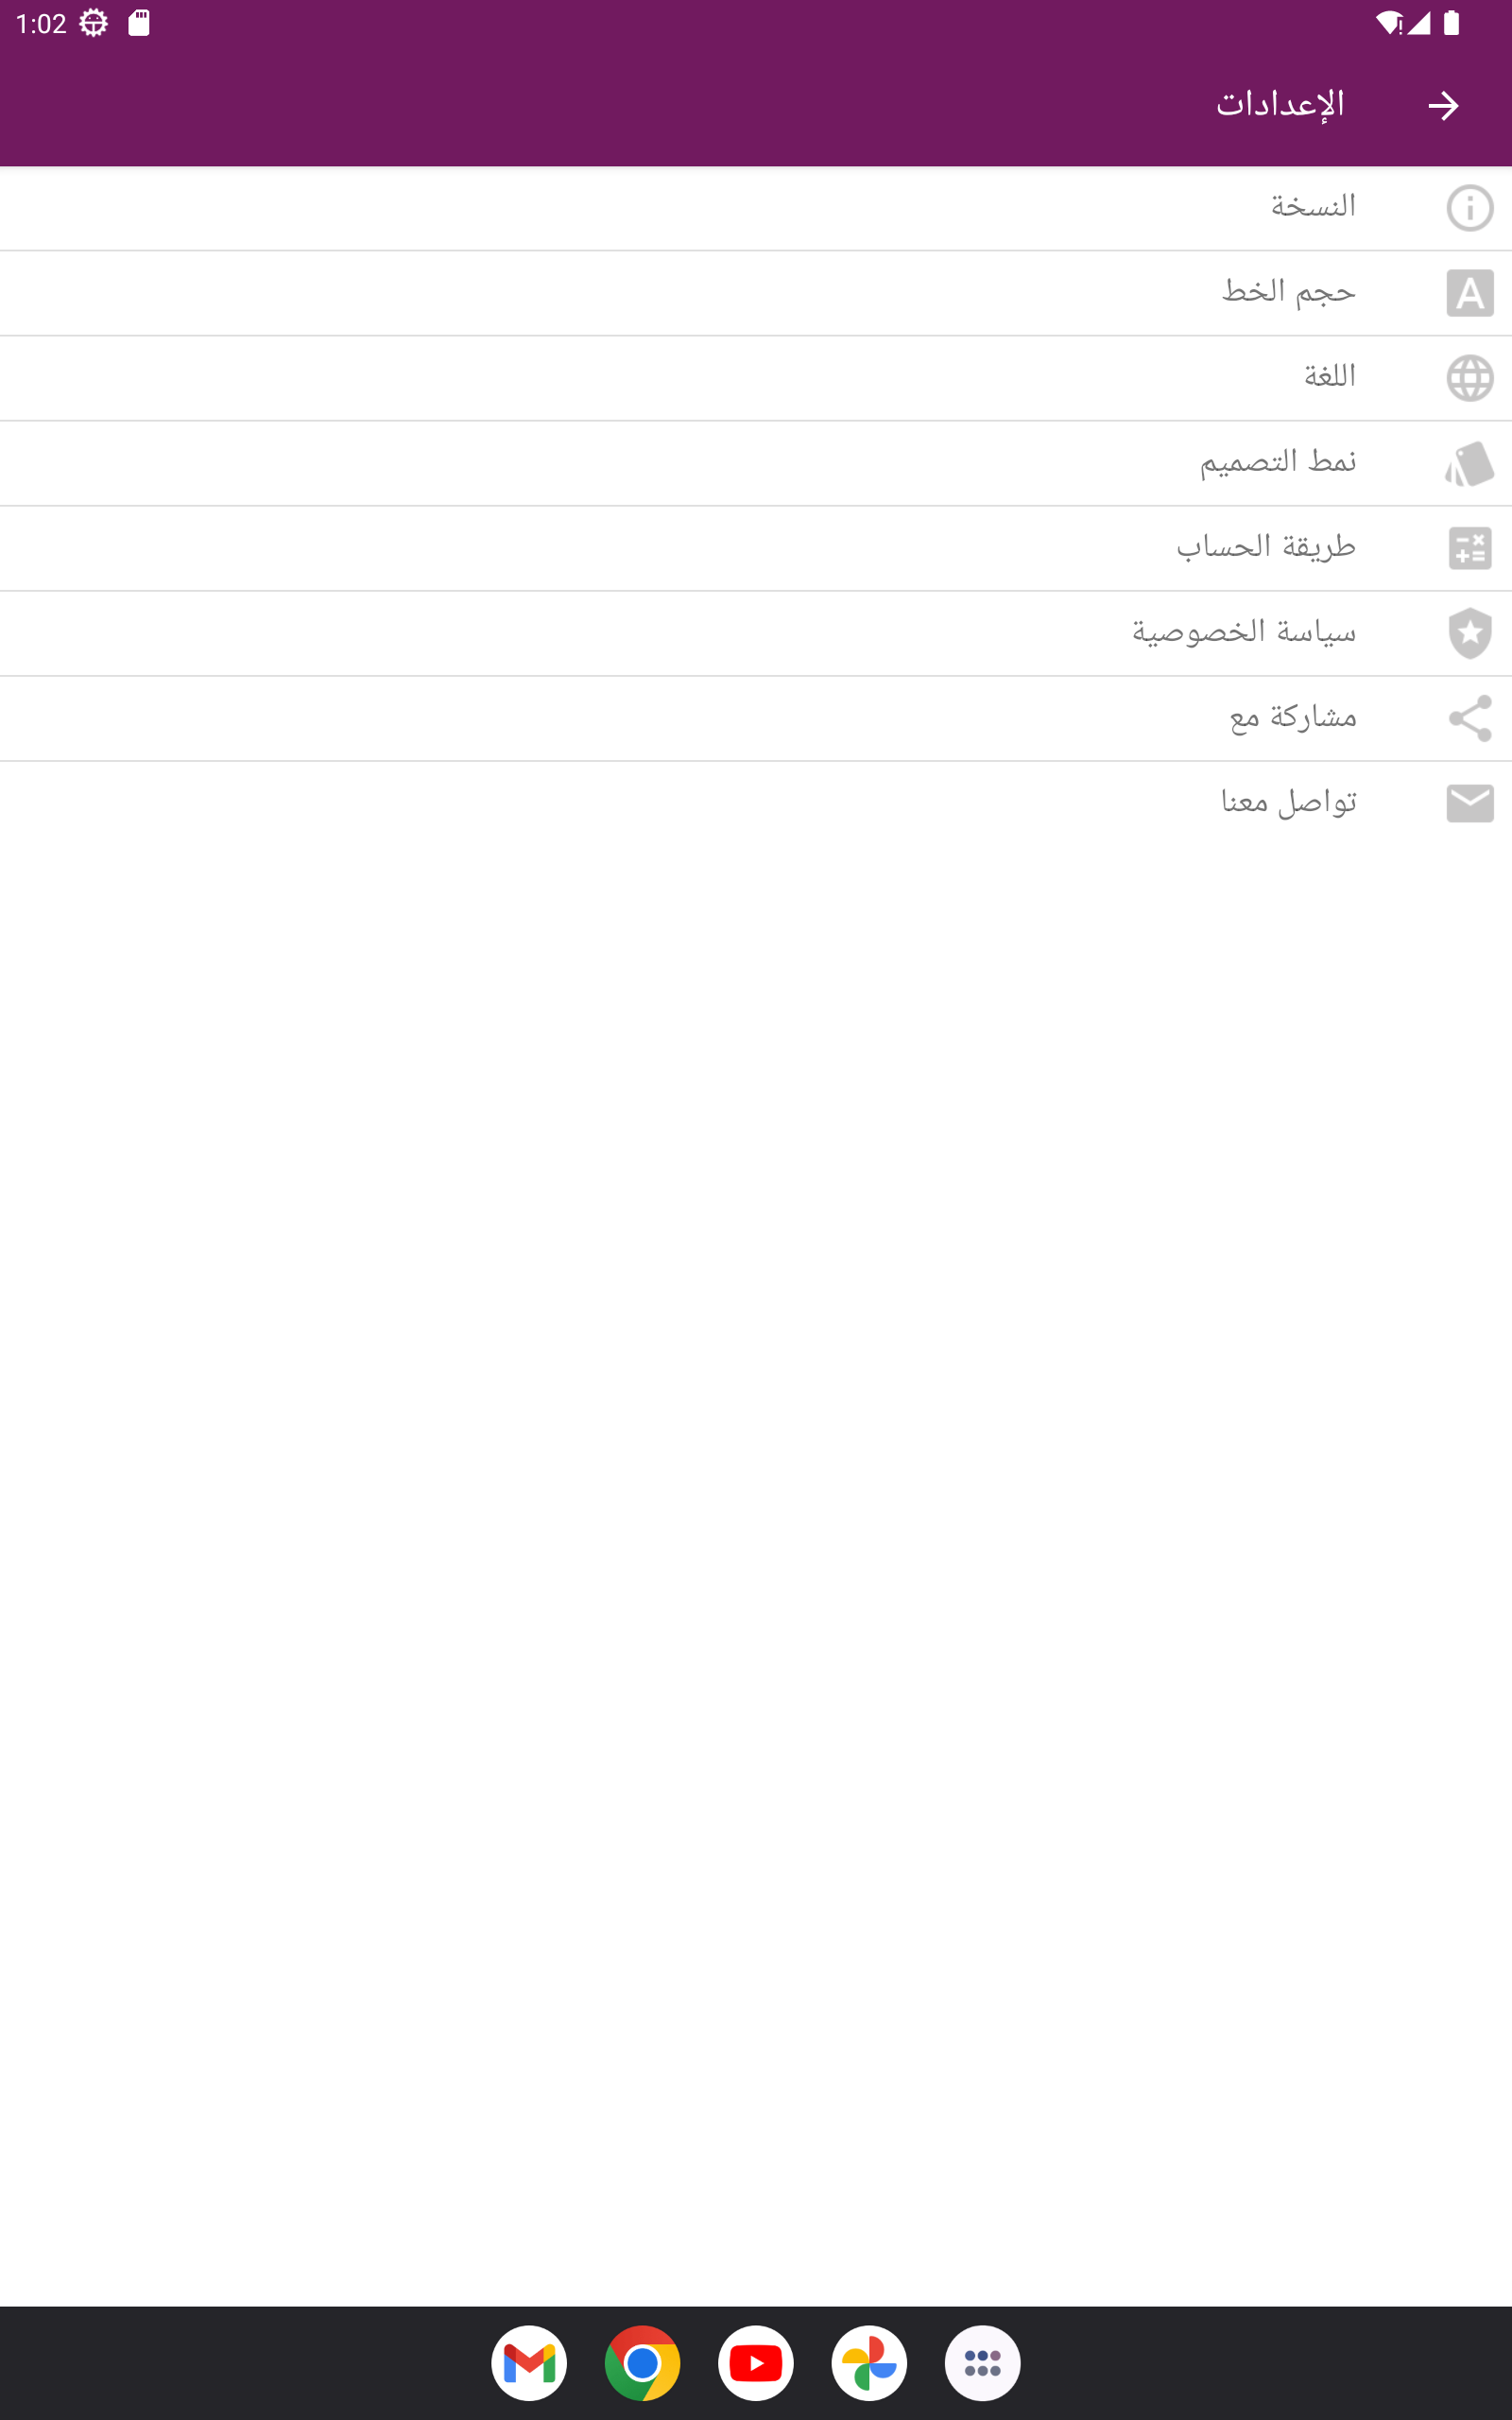 1:02
الإعدادات
النسخة
حجم الخط
اللغة
نمط التصميم
طريقة الحساب
سياسة الخصوصية
مشاركة مع
تواصل معنا